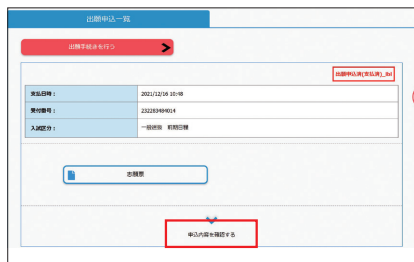 出願申込一覧
出願手続きを行う
出願申込済(支払済)_lbl
支払日時： 2021/12/16 10:48
受付番号： 232283484014
入試区分： 一般選抜 前期日程
志願票
申込内容を確認する